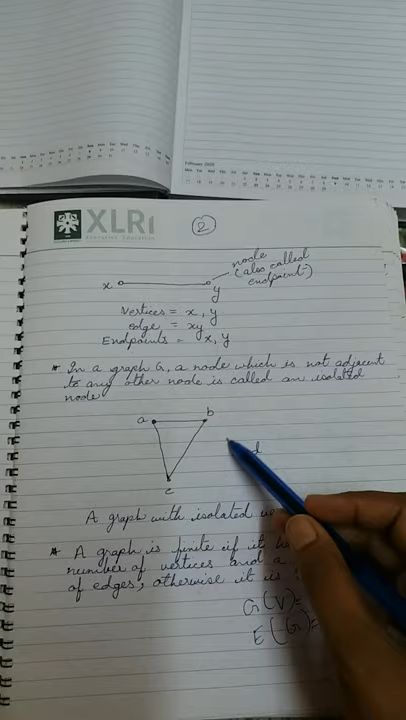 February 2020
XLRI
2
node
(also called
endpoint)
x
y
Vertices = x, y
edge = xy
Endpoints = x, y
* In a graph G, a node which is not adjacent
to any other node is called an isolated
node
a
b
d
c
A graph with isolated
* A graph is finite if it
number of vertices and a
of edges, otherwise it is
G(V)=
E(G)=